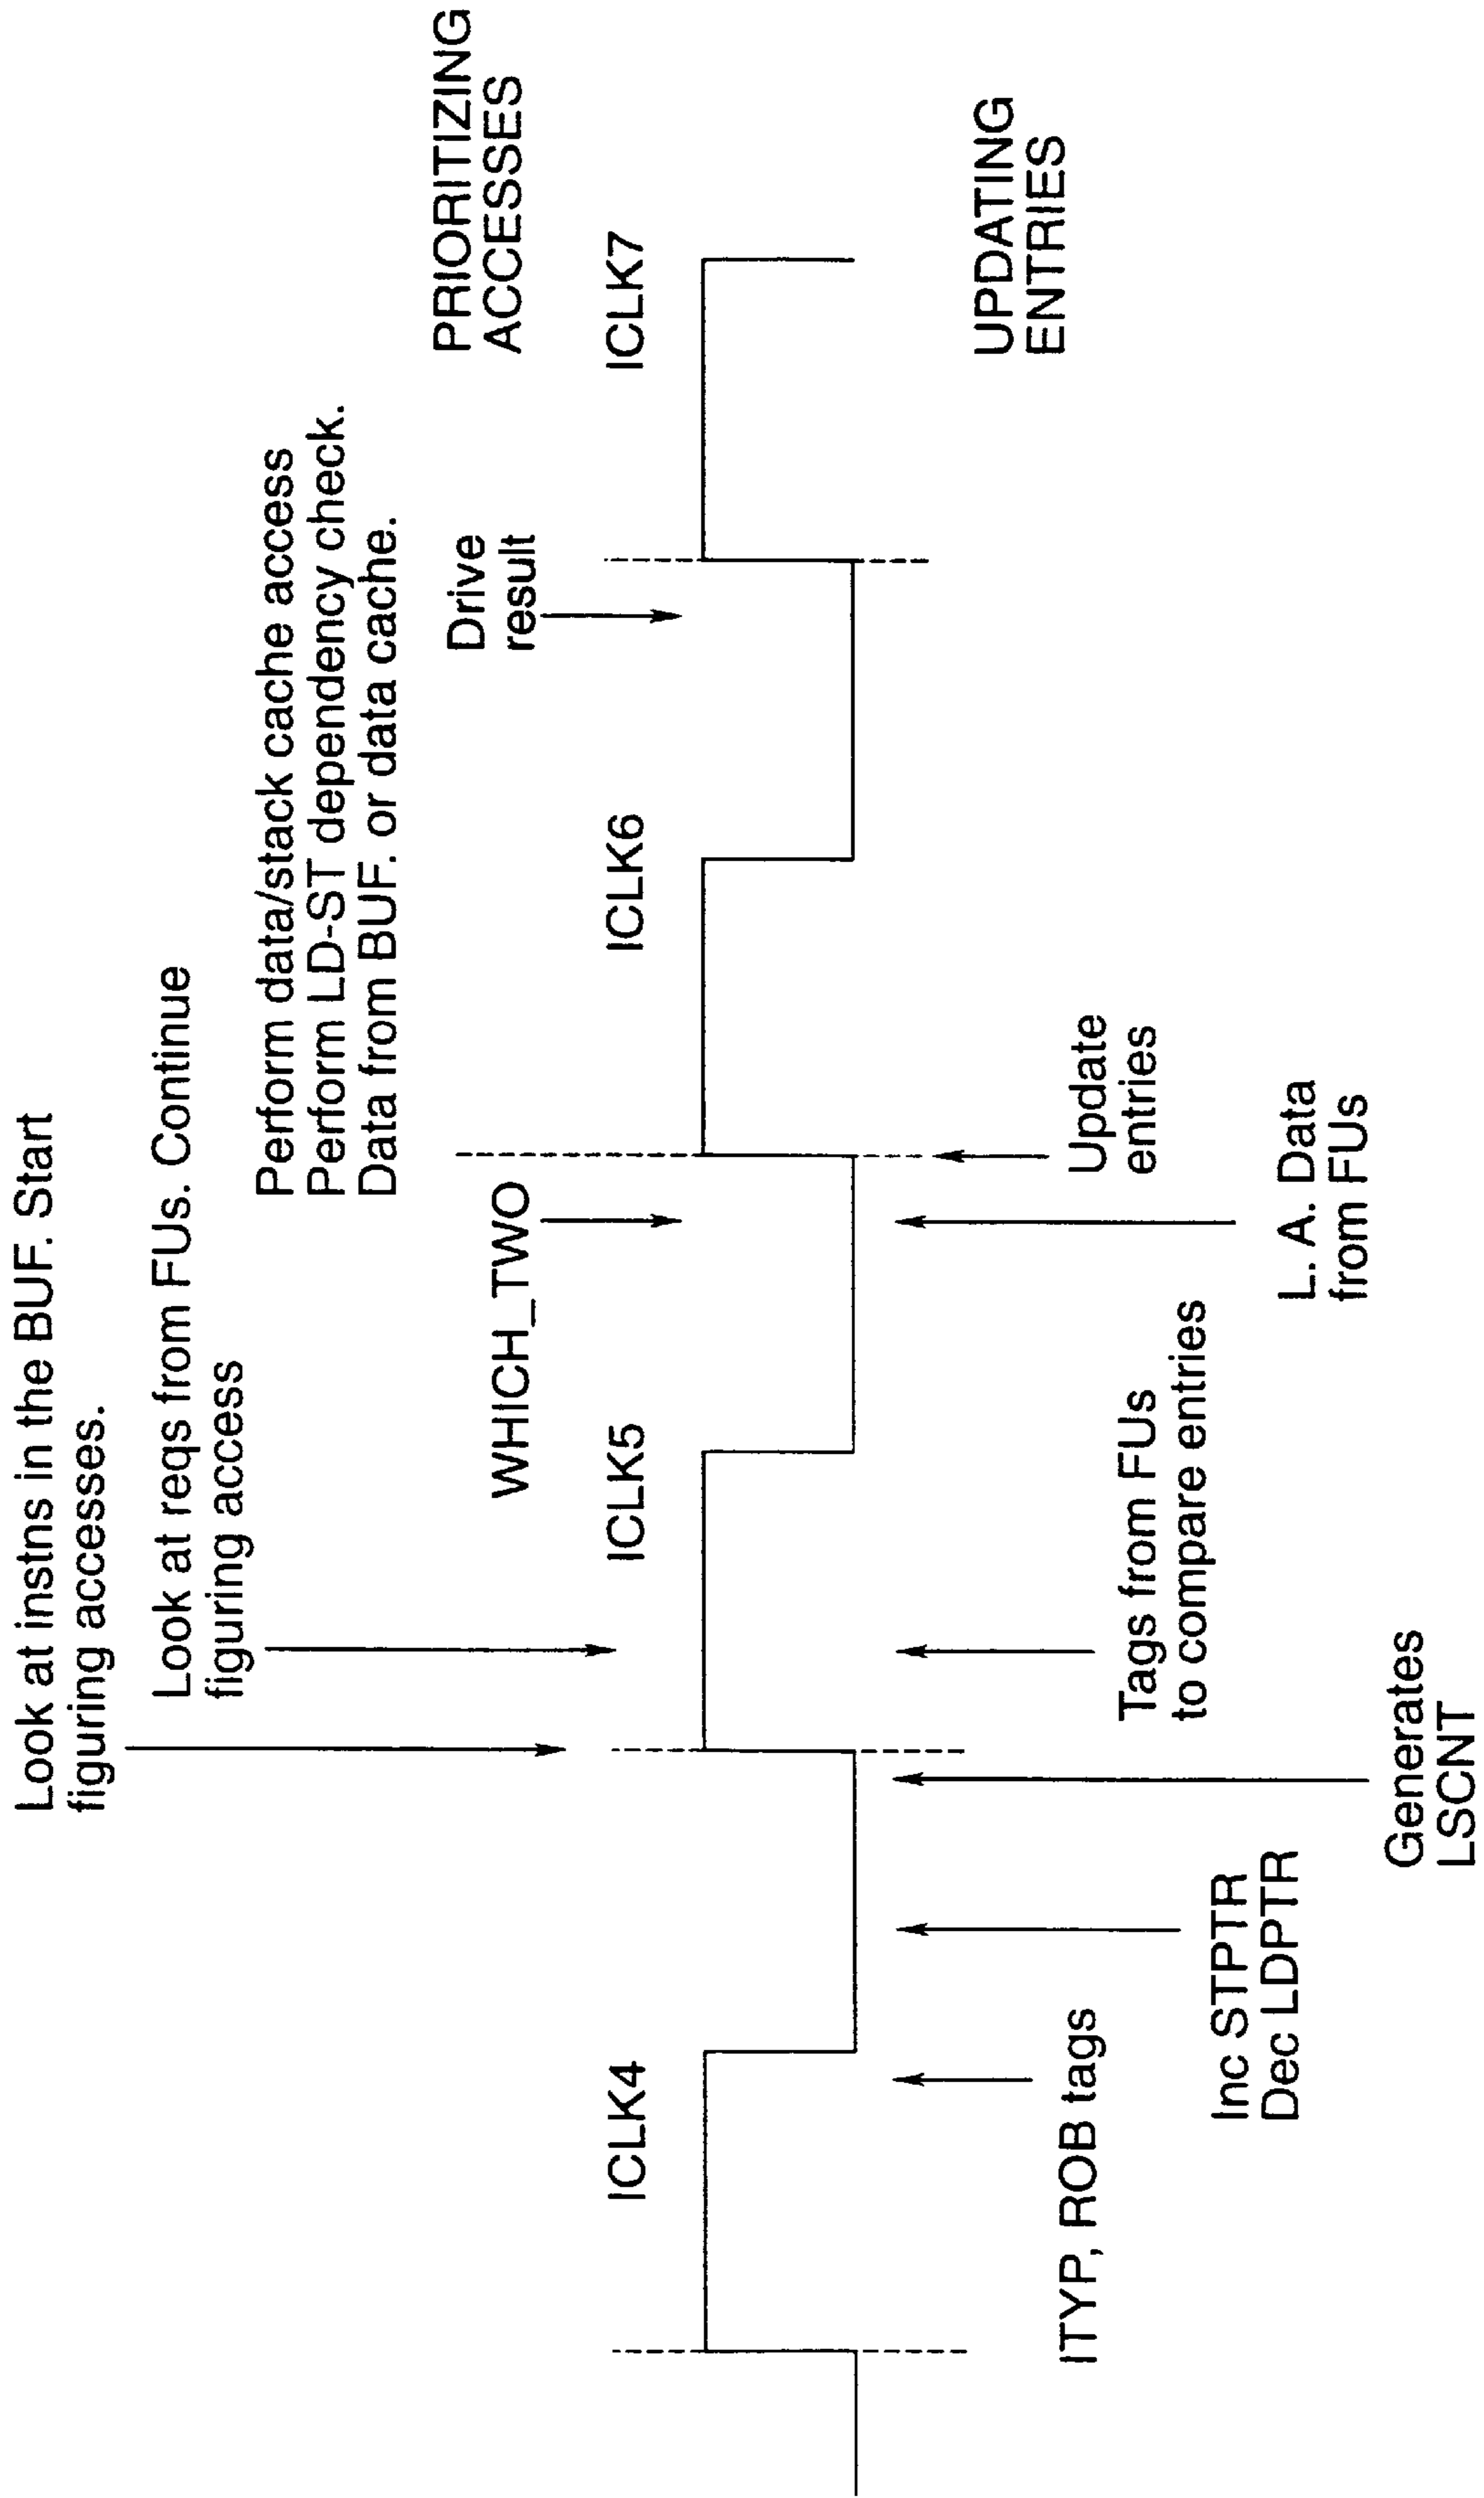 Look at instns in the BUF. Start
figuring accesses.
Look at reqs from FUs. Continue
figuring access
Perform data/stack cache access
Perform LD-ST dependency check.
Data from BUF. or data cache.
PRIORITIZING
ACCESSES
WHICH_TWO
Drive
result
ICLK4
ICLK5
ICLK6
ICLK7
ITYP, ROB tags
Inc STPTR
Dec LDPTR
Generates
LSCNT
Tags from FUs
to compare entries
L. A. Data
from FUs
Update
entries
UPDATING
ENTRIES